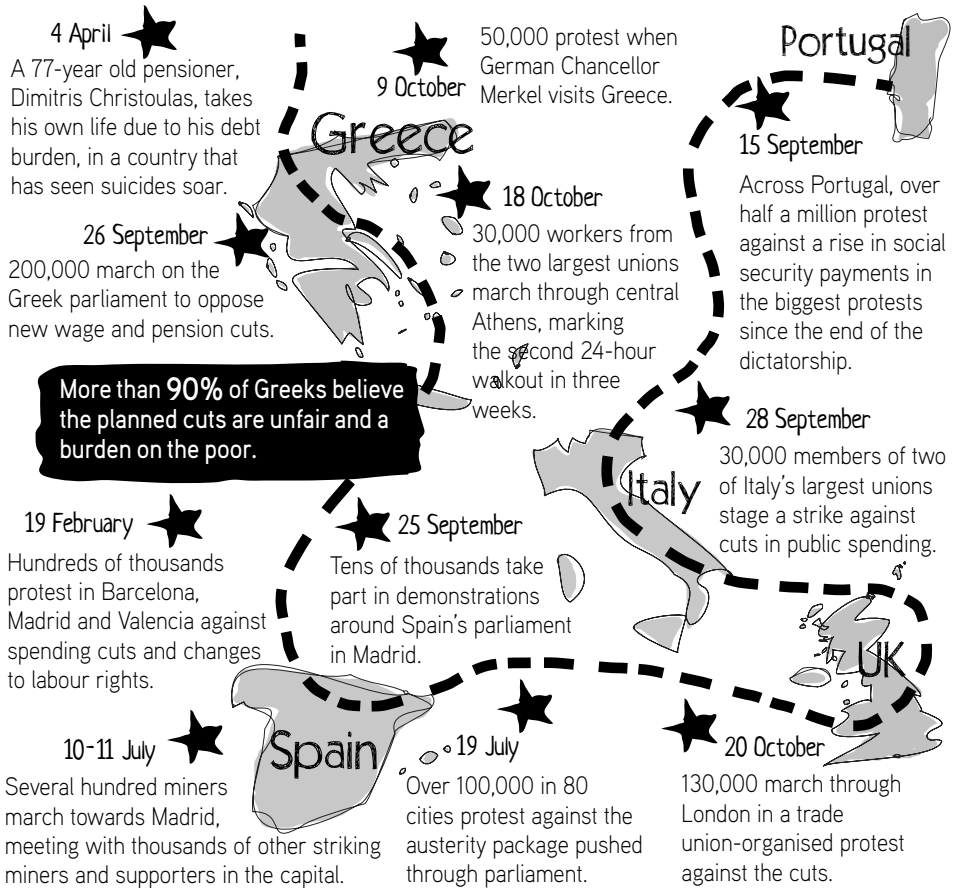 4 April
A 77-year old pensioner,
Dimitris Christoulas, takes
his own life due to his debt
burden, in a country that
has seen suicides soar.
9 October
50,000 protest when
German Chancellor
Merkel visits Greece.
Greece
26 September
200,000 march on the
Greek parliament to oppose
new wage and pension cuts.
18 October
30,000 workers from
the two largest unions
march through central
Athens, marking
the second 24-hour
walkout in three
weeks.
More than 90% of Greeks believe
the planned cuts are unfair and a
burden on the poor.
Portugal
15 September
Across Portugal, over
half a million protest
against a rise in social
security payments in
the biggest protests
since the end of the
dictatorship.
28 September
30,000 members of two
of Italy's largest unions
stage a strike against
cuts in public spending.
Italy
19 February
Hundreds of thousands
protest in Barcelona,
Madrid and Valencia against
spending cuts and changes
to labour rights.
25 September
Tens of thousands take
part in demonstrations
around Spain's parliament
in Madrid.
UK
Spain
10-11 July
Several hundred miners
march towards Madrid,
meeting with thousands of other striking
miners and supporters in the capital.
19 July
Over 100,000 in 80
cities protest against the
austerity package pushed
through parliament.
20 October
130,000 march through
London in a trade
union-organised protest
against the cuts.